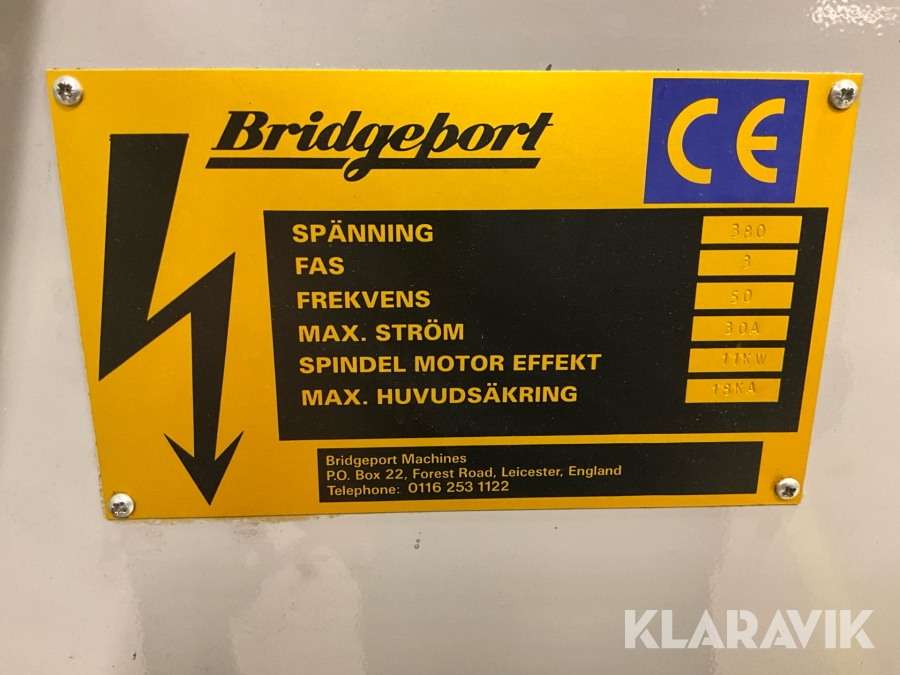 Bridgeport
CE
SPÄNNING 380
FAS 3
FREKVENS 50
MAX. STRÖM 30A
SPINDEL MOTOR EFFEKT 11KW
MAX. HUVUDSÄKRING 18KA
Bridgeport Machines
P.O. Box 22, Forest Road, Leicester, England
Telephone: 0116 253 1122
KLARAVIK